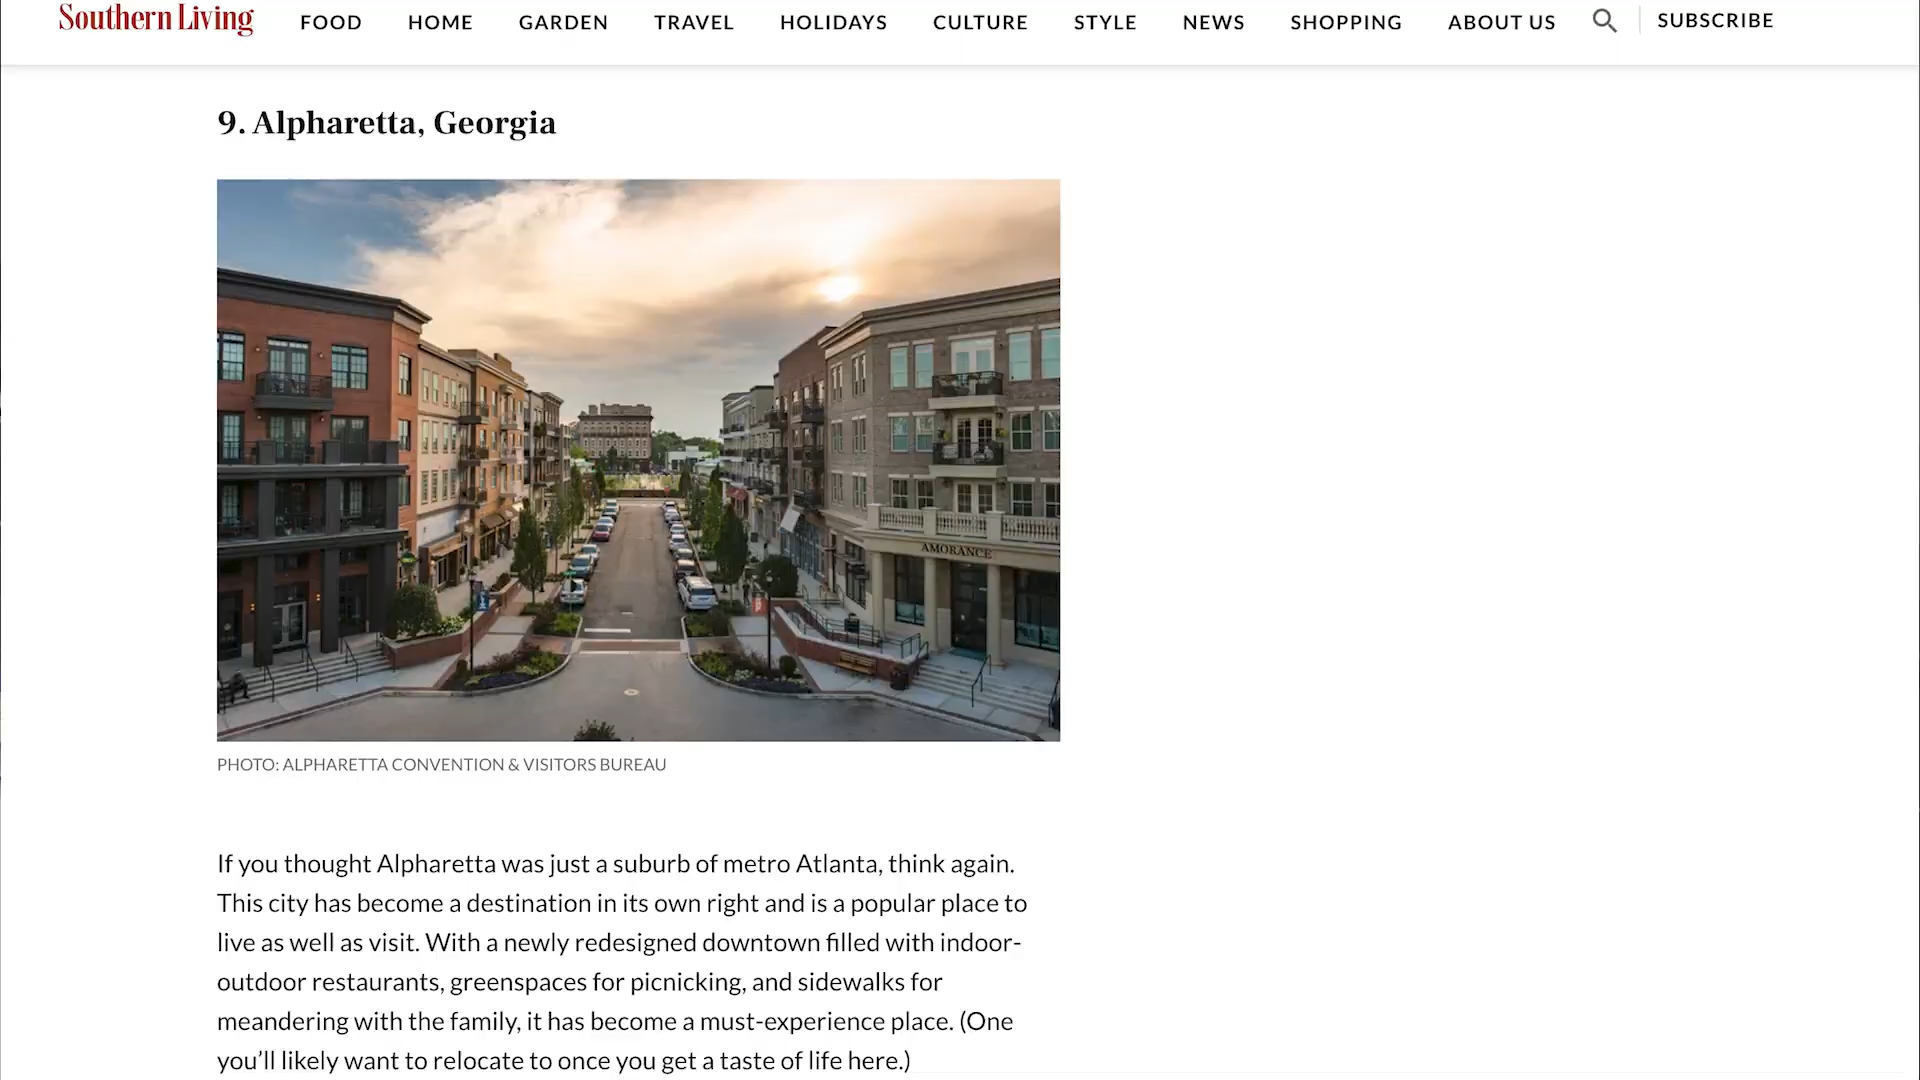 Southern Living FOOD HOME GARDEN TRAVEL HOLIDAYS CULTURE STYLE NEWS SHOPPING ABOUT US SUBSCRIBE
9. Alpharetta, Georgia
AMORANCE
PHOTO: ALPHARETTA CONVENTION & VISITORS BUREAU
If you thought Alpharetta was just a suburb of metro Atlanta, think again.
This city has become a destination in its own right and is a popular place to
live as well as visit. With a newly redesigned downtown filled with indoor-
outdoor restaurants, greenspaces for picnicking, and sidewalks for
meandering with the family, it has become a must-experience place. (One
you’ll likely want to relocate to once you get a taste of life here.)